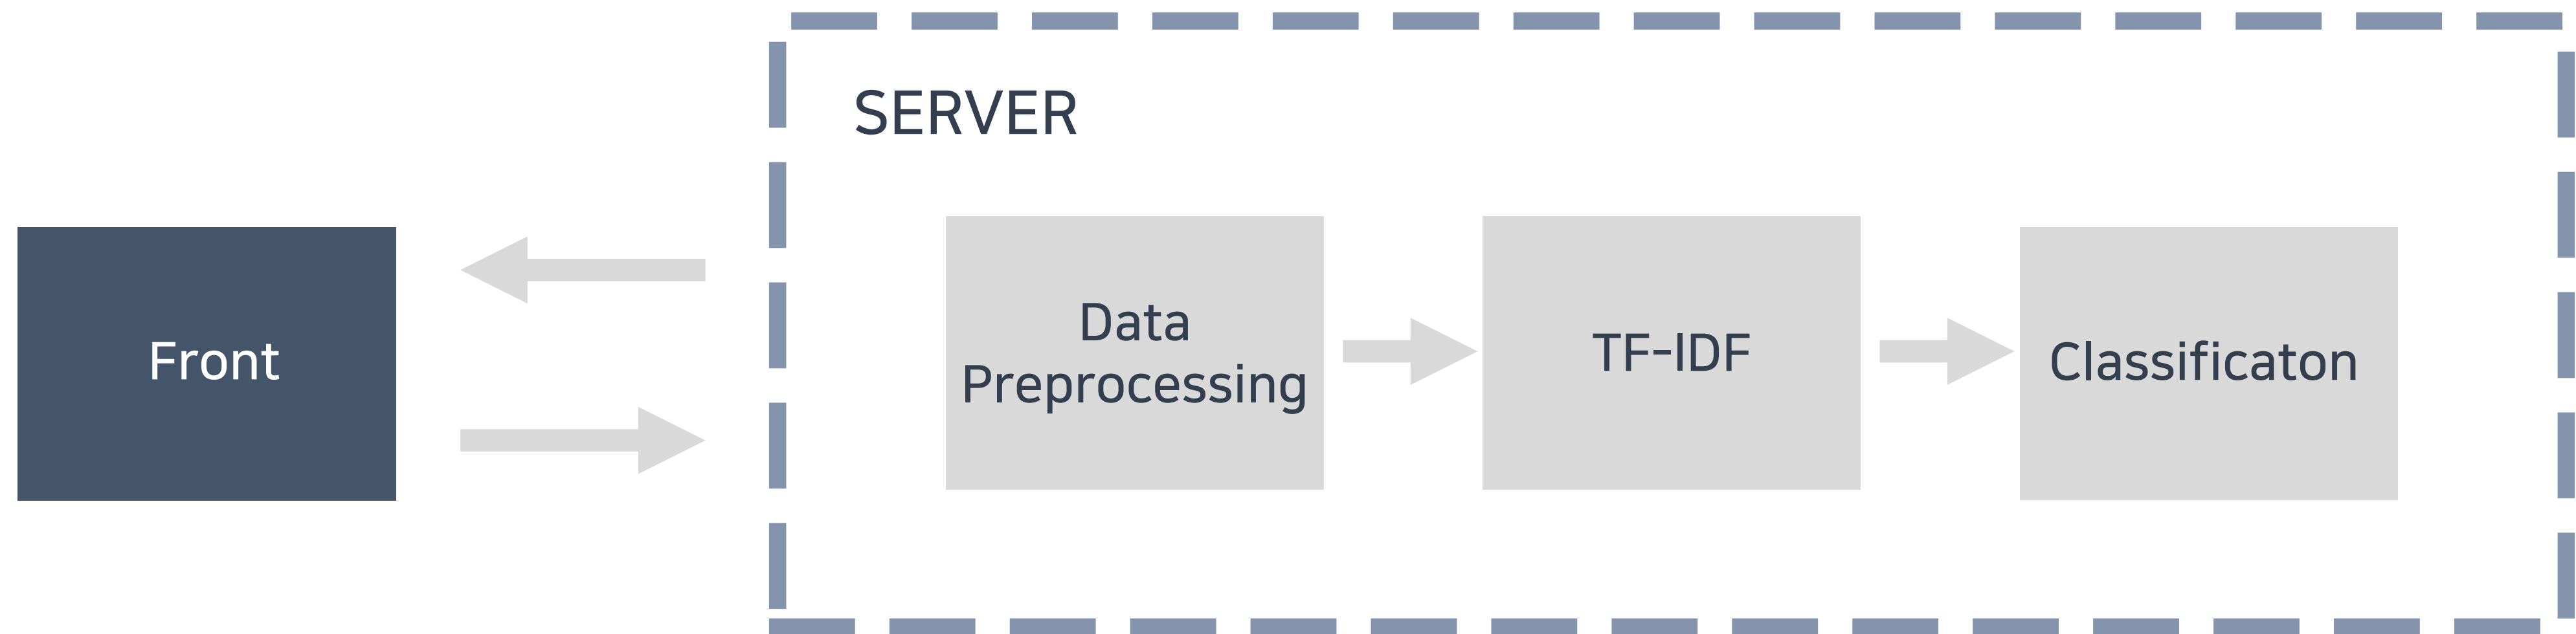 SERVER
Front
Data
Preprocessing
TF-IDF
Classificaton